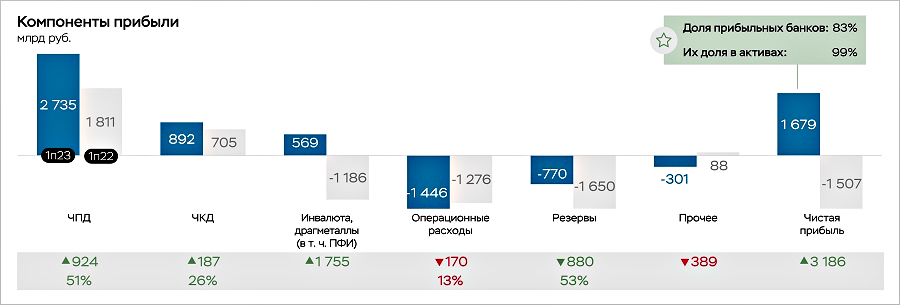 Компоненты прибыли
млрд руб.
Доля прибыльных банков: 83%
Их доля в активах: 99%
2 735
1 811
1п23
1п22
892
705
569
-1 186
-1 446
-1 276
-770
-1 650
-301
88
1 679
-1 507
ЧПД
ЧКД
Инвалюта,
драгметаллы
(в т. ч. ПФИ)
Операционные
расходы
Резервы
Прочее
Чистая
прибыль
▲924
51%
▲187
26%
▲1 755
▼170
13%
▼880
53%
▼389
▲3 186